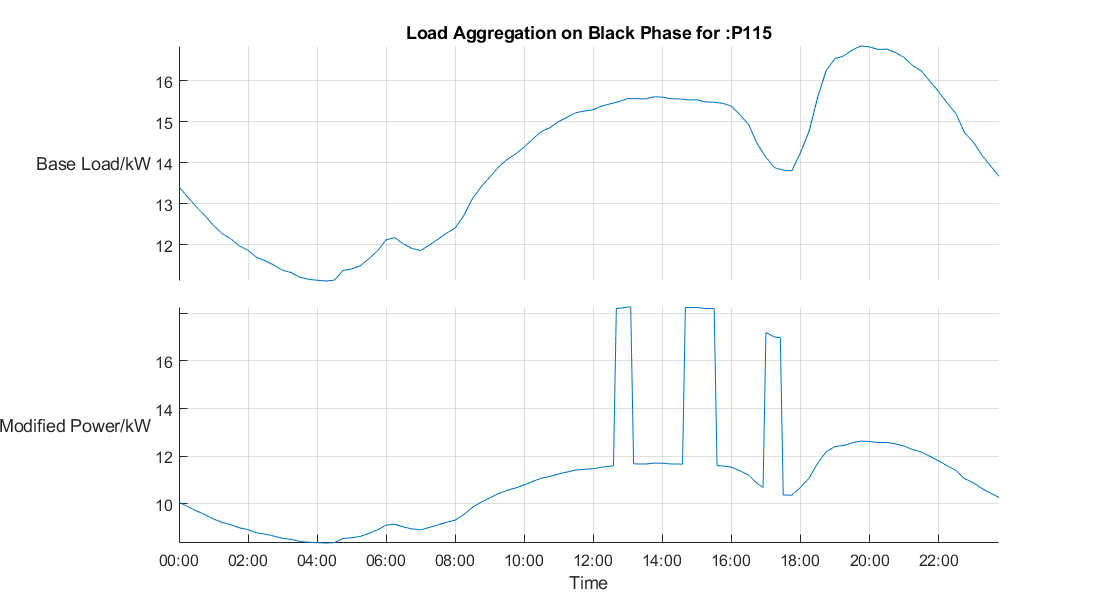 Load Aggregation on Black Phase for :P115
16
15
Base Load/kW 14
13
12
16
14
Modified Power/kW
12
10
00:00 02:00 04:00 06:00 08:00 10:00 12:00 14:00 16:00 18:00 20:00 22:00
Time